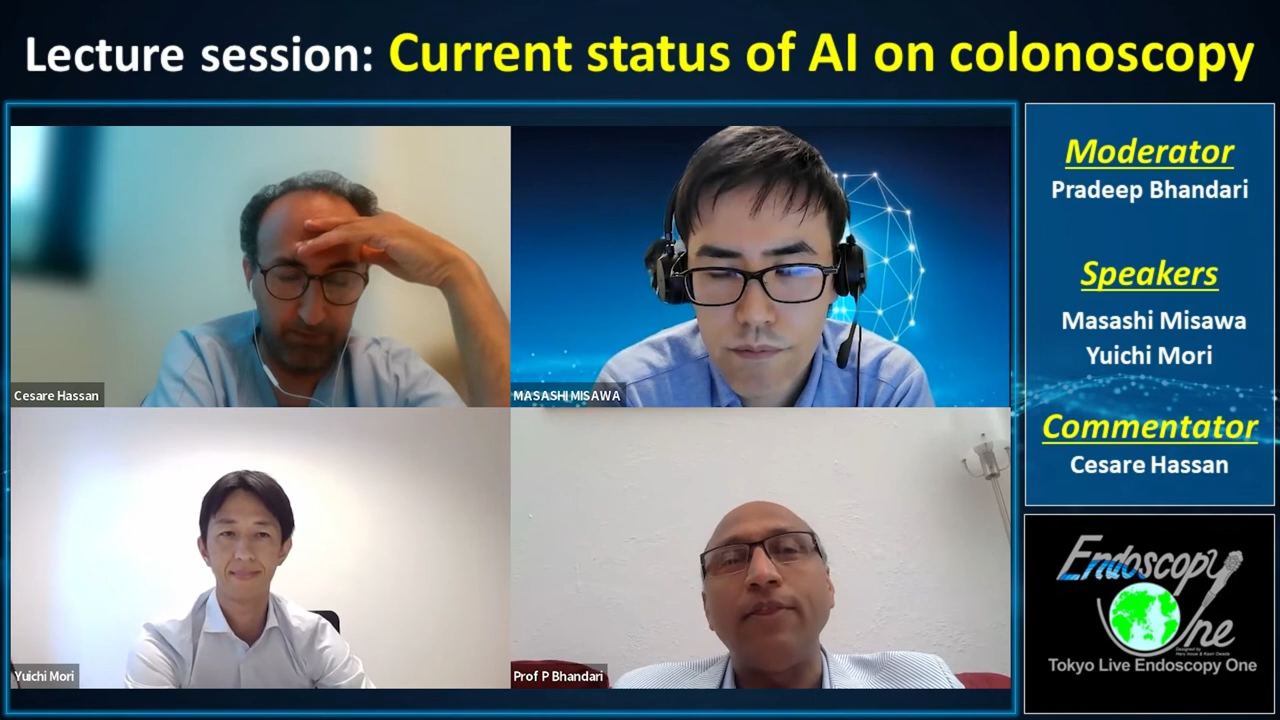 Lecture session: Current status of AI on colonoscopy
Cesare Hassan
MASASHI MISAWA
Yuichi Mori
Prof P Bhandari
Moderator
Pradeep Bhandari
Speakers
Masashi Misawa
Yuichi Mori
Commentator
Cesare Hassan
Endoscopy
One
Tokyo Live Endoscopy One